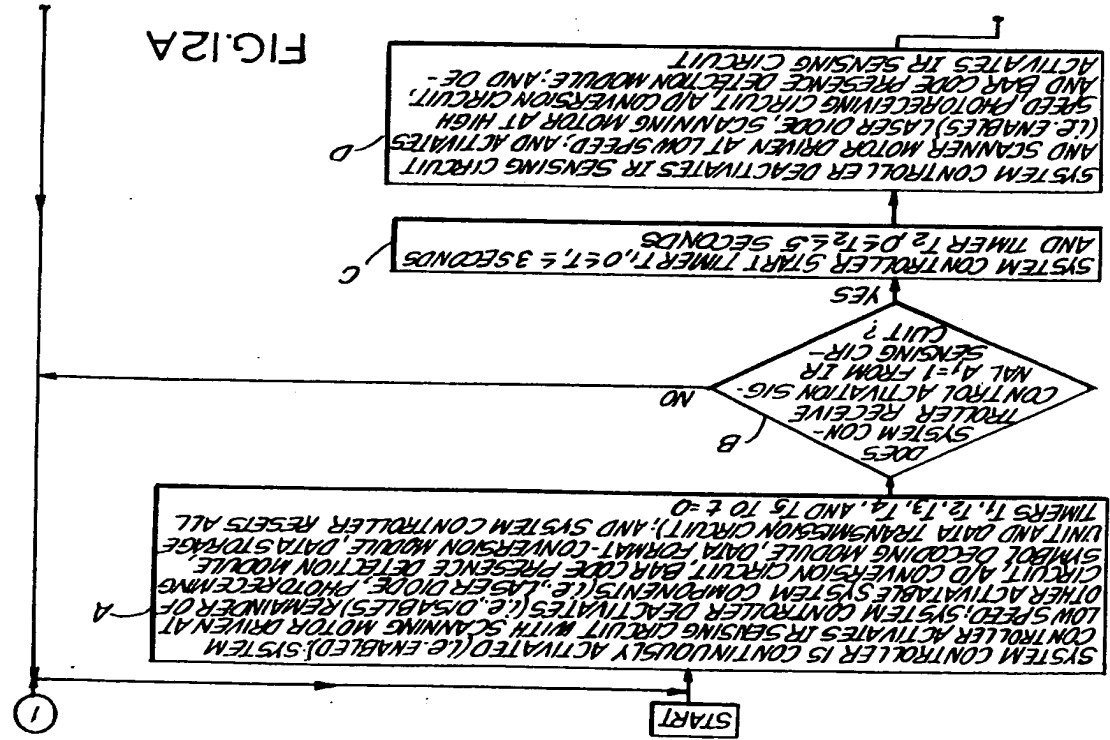 START
1
SYSTEM CONTROLLER IS CONTINUOUSLY ACTIVATED (i.e. ENABLED); SYSTEM
CONTROLLER ACTIVATES IR SENSING CIRCUIT WITH SCANNING MOTOR DRIVEN AT
LOW SPEED; SYSTEM CONTROLLER DEACTIVATES (i.e. DISABLES) REMAINDER OF
OTHER ACTIVATABLE SYSTEM COMPONENTS (i.e., LASER DIODE, PHOTORECEIVING
CIRCUIT, A/D CONVERSION CIRCUIT, BAR CODE PRESENCE DETECTION MODULE,
SYMBOL DECODING MODULE, DATA FORMAT-CONVERSION MODULE, DATA STORAGE
UNIT AND DATA TRANSMISSION CIRCUIT); AND SYSTEM CONTROLLER RESETS ALL
TIMERS T1, T2, T3, T4, AND T5 TO t=0
A
DOES
SYSTEM CON-
TROLLER RECEIVE
CONTROL ACTIVATION SIG-
NAL A1=1 FROM IR
SENSING CIR-
CUIT ?
B
NO
YES
SYSTEM CONTROLLER START TIMER T1, 0≤T1≤3 SECONDS
AND TIMER T2, 0≤T2≤5 SECONDS
C
SYSTEM CONTROLLER DEACTIVATES IR SENSING CIRCUIT
AND SCANNER MOTOR DRIVEN AT LOW SPEED; AND ACTIVATES
(i.e. ENABLES) LASER DIODE, SCANNING MOTOR AT HIGH
SPEED, PHOTORECEIVING CIRCUIT, A/D CONVERSION CIRCUIT,
AND BAR CODE PRESENCE DETECTION MODULE; AND DE-
ACTIVATES IR SENSING CIRCUIT
D
FIG.12A